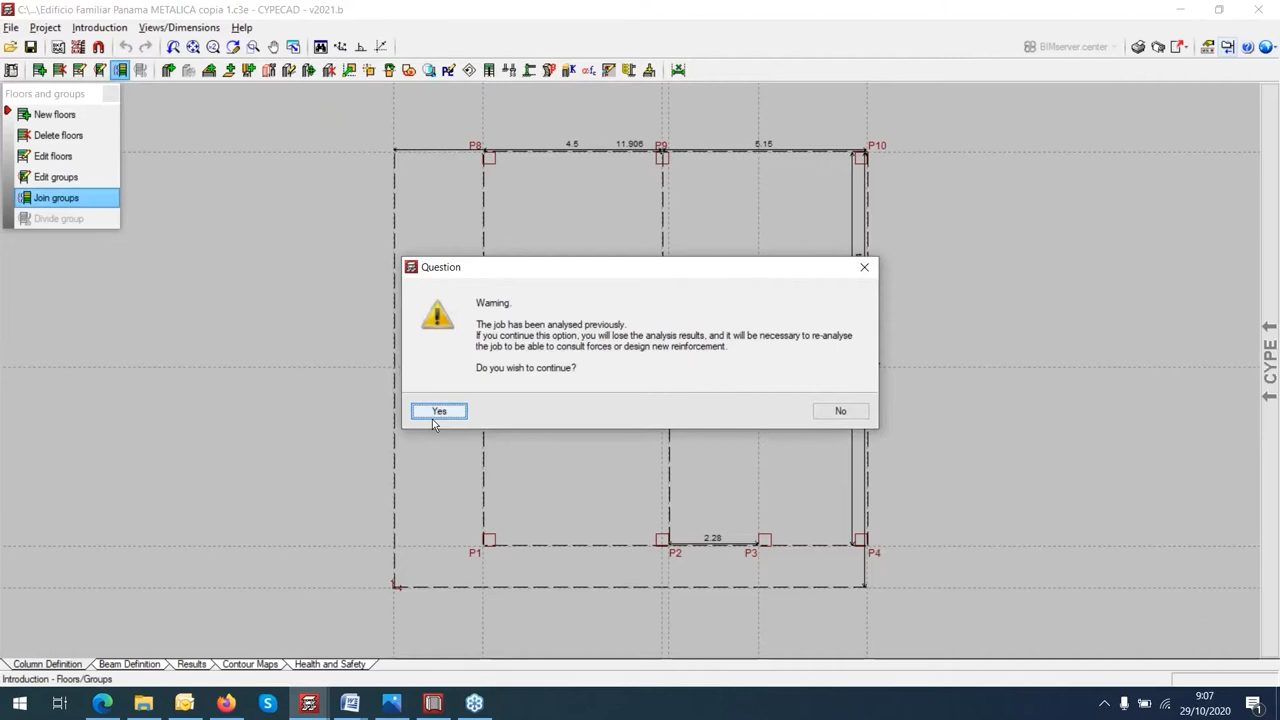 C:\...\Edificio Familiar Panama METALICA copia 1.c3e - CYPECAD - v2021.b
File Project Introduction Views/Dimensions Help
BIMserver.center
Floors and groups
New floors
Delete floors
Edit floors
Edit groups
Join groups
Divide group
P8 4.5 11.906 P9 5.15 P10
Question
Warning.
The job has been analysed previously.
If you continue this option, you will lose the analysis results, and it will be necessary to re-analyse
the job to be able to consult forces or design new reinforcement.
Do you wish to continue?
Yes No
CYPE
2.28
P1 P2 P3 P4
Column Definition Beam Definition Results Contour Maps Health and Safety
Introduction - Floors/Groups
9:07
29/10/2020